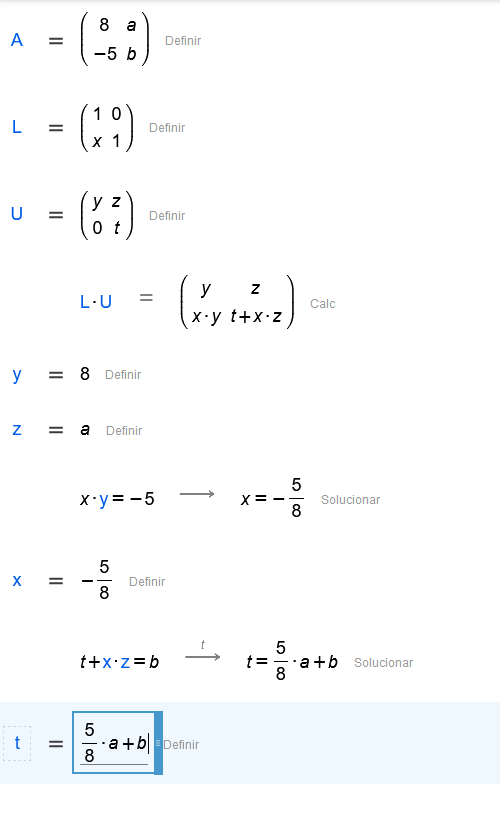 A = ( 8 a Definir
−5 b )
L = ( 1 0 Definir
x 1 )
U = ( y z Definir
0 t )
L·U = ( y z Calc
x·y t+x·z )
y = 8 Definir
z = a Definir
x·y=−5 ⟶ x=−5/8 Solucionar
x = −5/8 Definir
t+x·z=b t⟶ t=5/8·a+b Solucionar
t = 5/8·a+b Definir